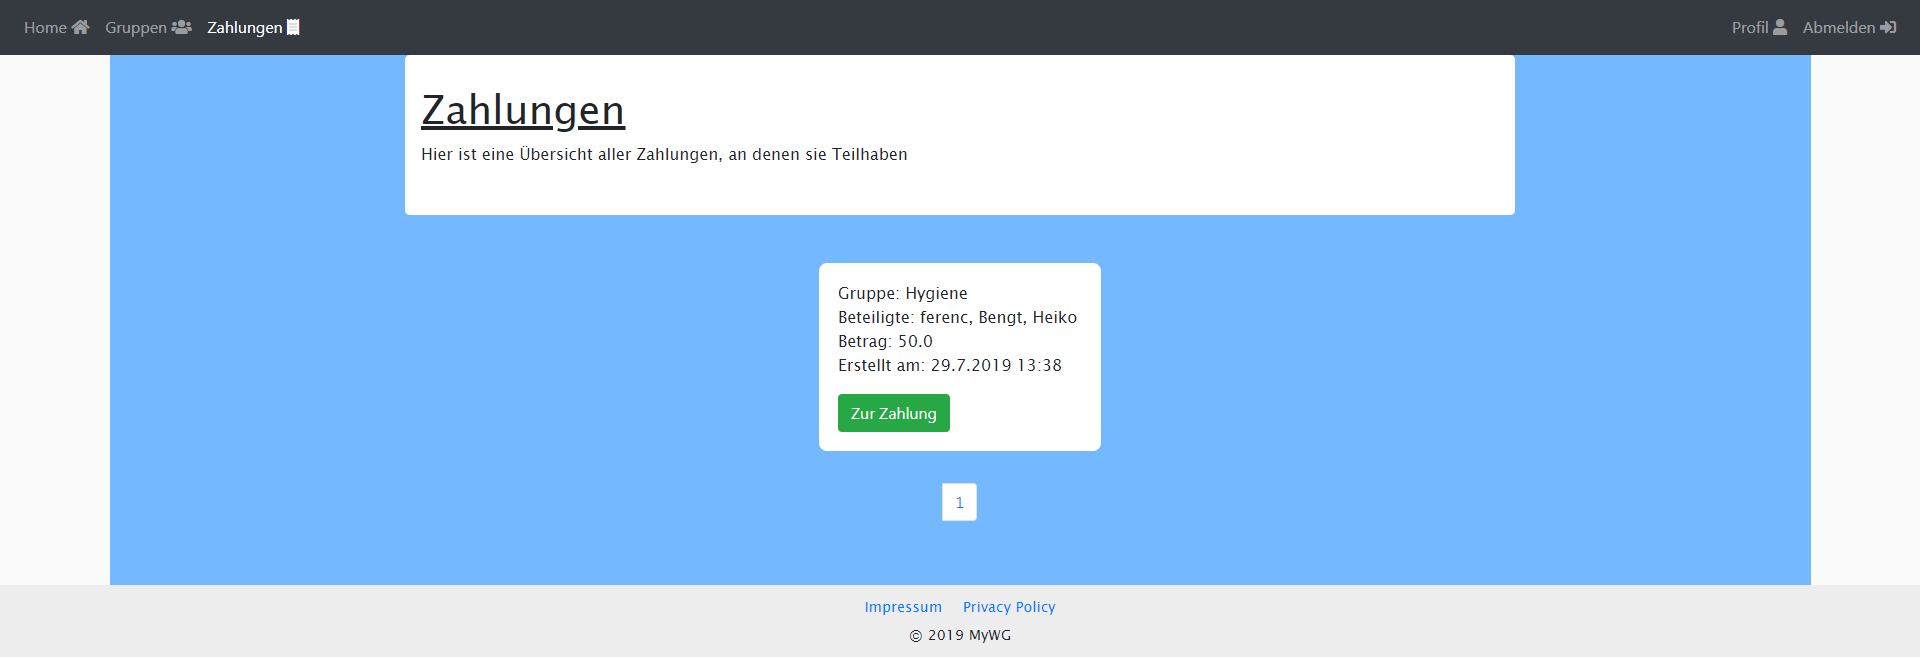 Home Gruppen Zahlungen Profil Abmelden
Zahlungen
Hier ist eine Übersicht aller Zahlungen, an denen sie Teilhaben
Gruppe: Hygiene
Beteiligte: ferenc, Bengt, Heiko
Betrag: 50.0
Erstellt am: 29.7.2019 13:38
Zur Zahlung
1
Impressum Privacy Policy
© 2019 MyWG